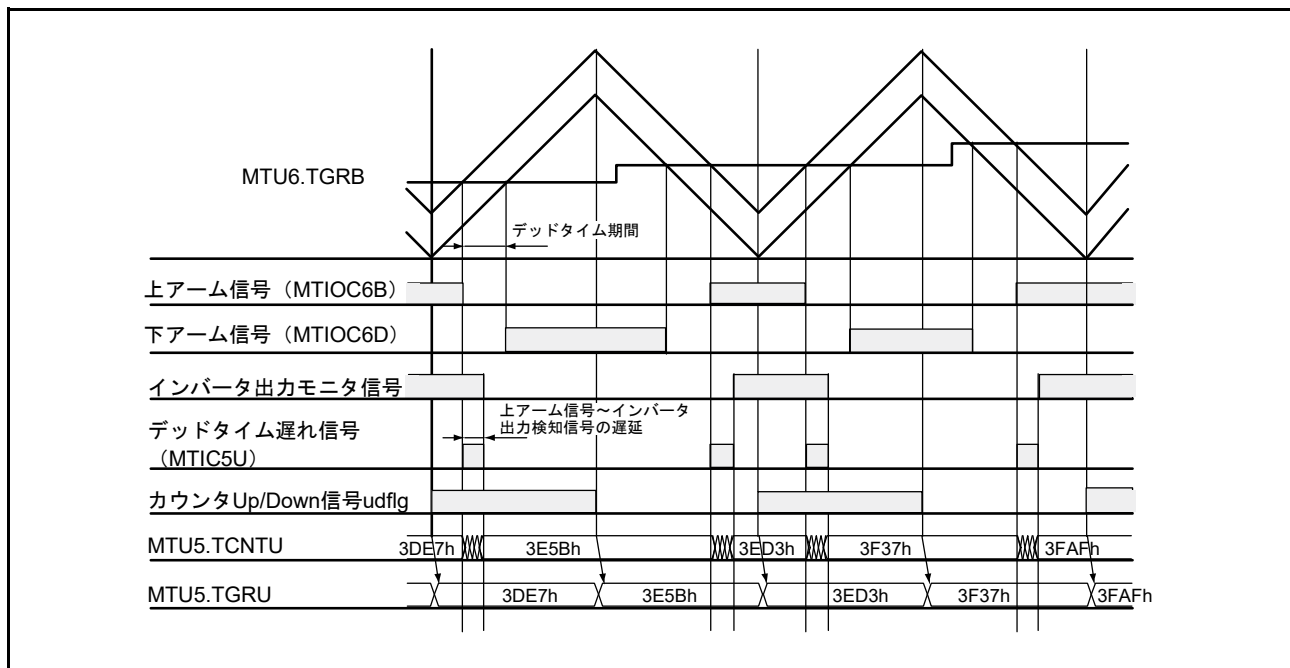 MTU6.TGRB
デッドタイム期間
上アーム信号（MTIOC6B）
下アーム信号（MTIOC6D）
インバータ出力モニタ信号
上アーム信号～インバータ
出力検知信号の遅延
デッドタイム遅れ信号
（MTIC5U）
カウンタUp/Down信号udflg
MTU5.TCNTU 3DE7h 3E5Bh 3ED3h 3F37h 3FAFh
MTU5.TGRU 3DE7h 3E5Bh 3ED3h 3F37h 3FAFh